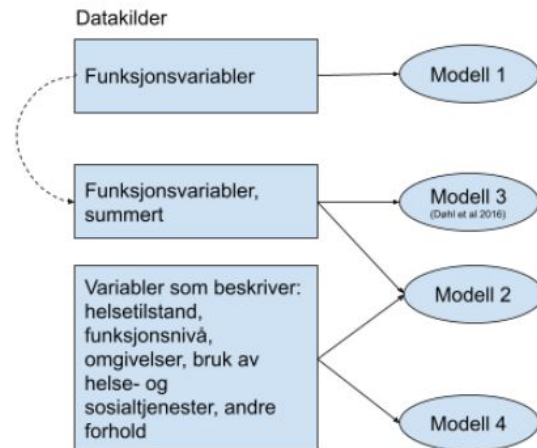 Datakilder
Funksjonsvariabler
Modell 1
Funksjonsvariabler,
summert
Modell 3
(Døhl et al 2016)
Variabler som beskriver:
helsetilstand,
funksjonsnivå,
omgivelser, bruk av
helse- og
sosialtjenester, andre
forhold
Modell 2
Modell 4